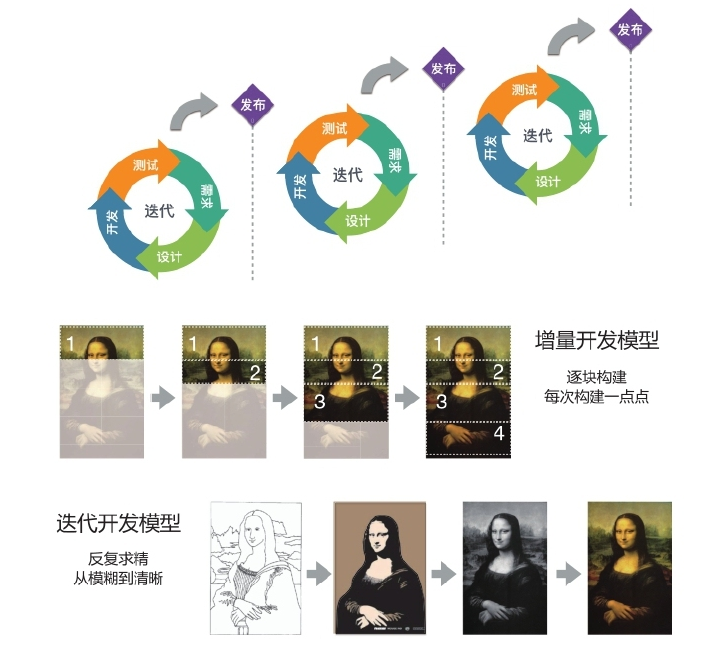 发布
测试
需求
迭代
开发
设计
发布
测试
需求
迭代
开发
设计
发布
测试
需求
迭代
开发
设计
1
1
2
1
2
3
1
2
3
4
增量开发模型
逐块构建
每次构建一点点
迭代开发模型
反复求精
从模糊到清晰